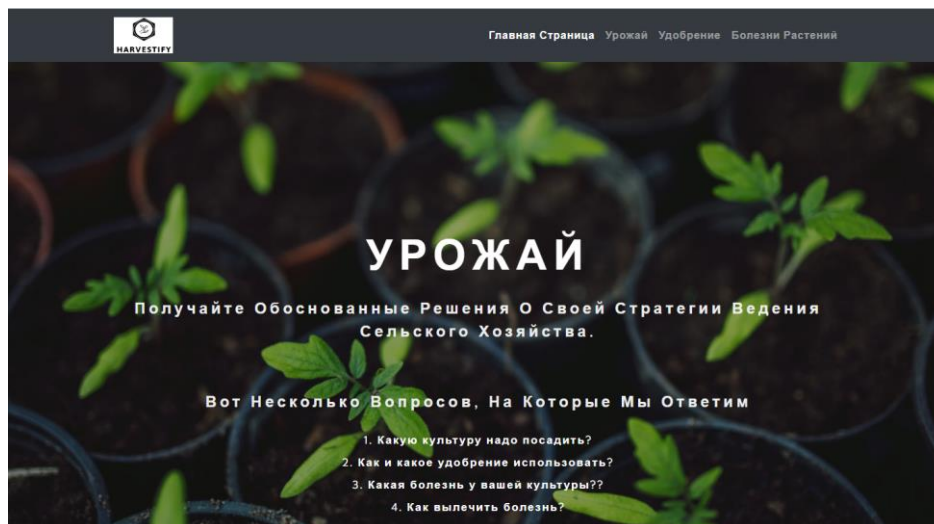 HARVESTIFY
Главная Страница Урожай Удобрение Болезни Растений
УРОЖАЙ
Получайте Обоснованные Решения О Своей Стратегии Ведения
Сельского Хозяйства.
Вот Несколько Вопросов, На Которые Мы Ответим
1. Какую культуру надо посадить?
2. Как и какое удобрение использовать?
3. Какая болезнь у вашей культуры??
4. Как вылечить болезнь?